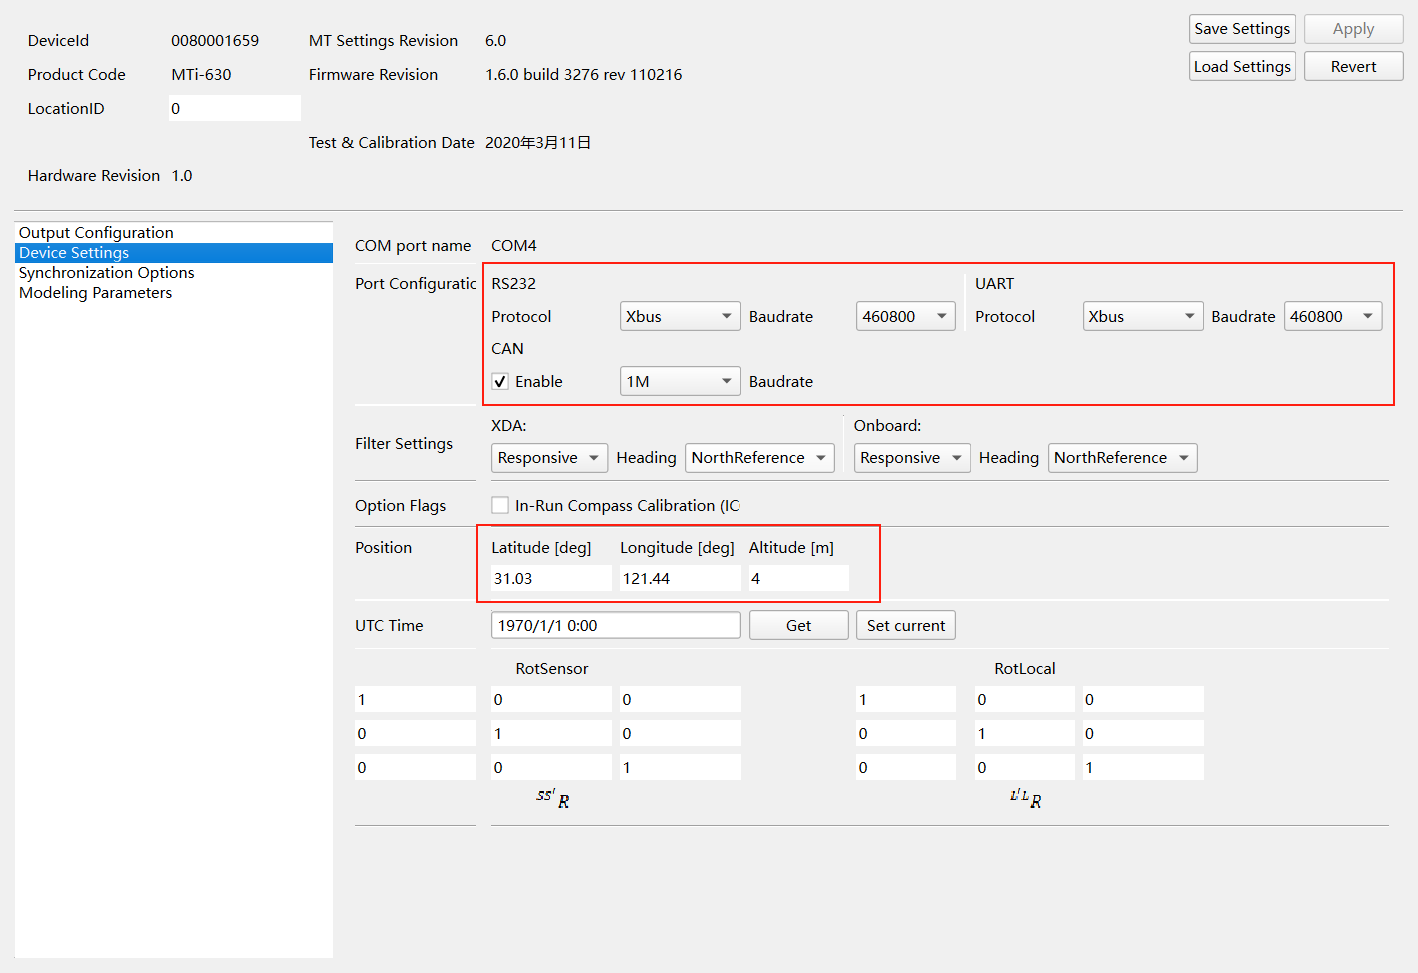 DeviceId 0080001659 MT Settings Revision 6.0 Save Settings Apply
Product Code MTi-630 Firmware Revision 1.6.0 build 3276 rev 110216 Load Settings Revert
LocationID 0
Test & Calibration Date 2020年3月11日
Hardware Revision 1.0
Output Configuration
Device Settings
Synchronization Options
Modeling Parameters
COM port name COM4
Port Configuratic RS232 UART
Protocol Xbus Baudrate 460800 Protocol Xbus Baudrate 460800
CAN
Enable 1M Baudrate
Filter Settings
XDA: Onboard:
Responsive Heading NorthReference Responsive Heading NorthReference
Option Flags In-Run Compass Calibration (IC
Position Latitude [deg] Longitude [deg] Altitude [m]
31.03 121.44 4
UTC Time 1970/1/1 0:00 Get Set current
RotSensor RotLocal
1 0 0 1 0 0
0 1 0 0 1 0
0 0 1 0 0 1
SS'R L'LR